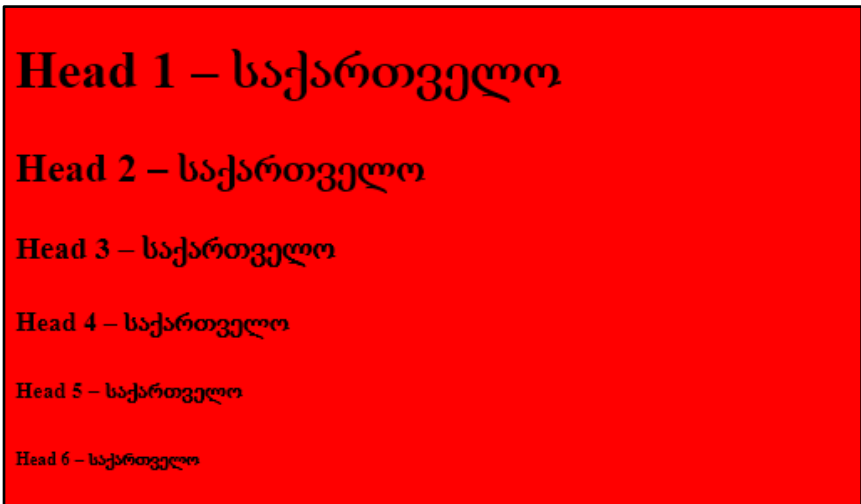 Head 1 – საქართველო
Head 2 – საქართველო
Head 3 – საქართველო
Head 4 – საქართველო
Head 5 – საქართველო
Head 6 – საქართველო